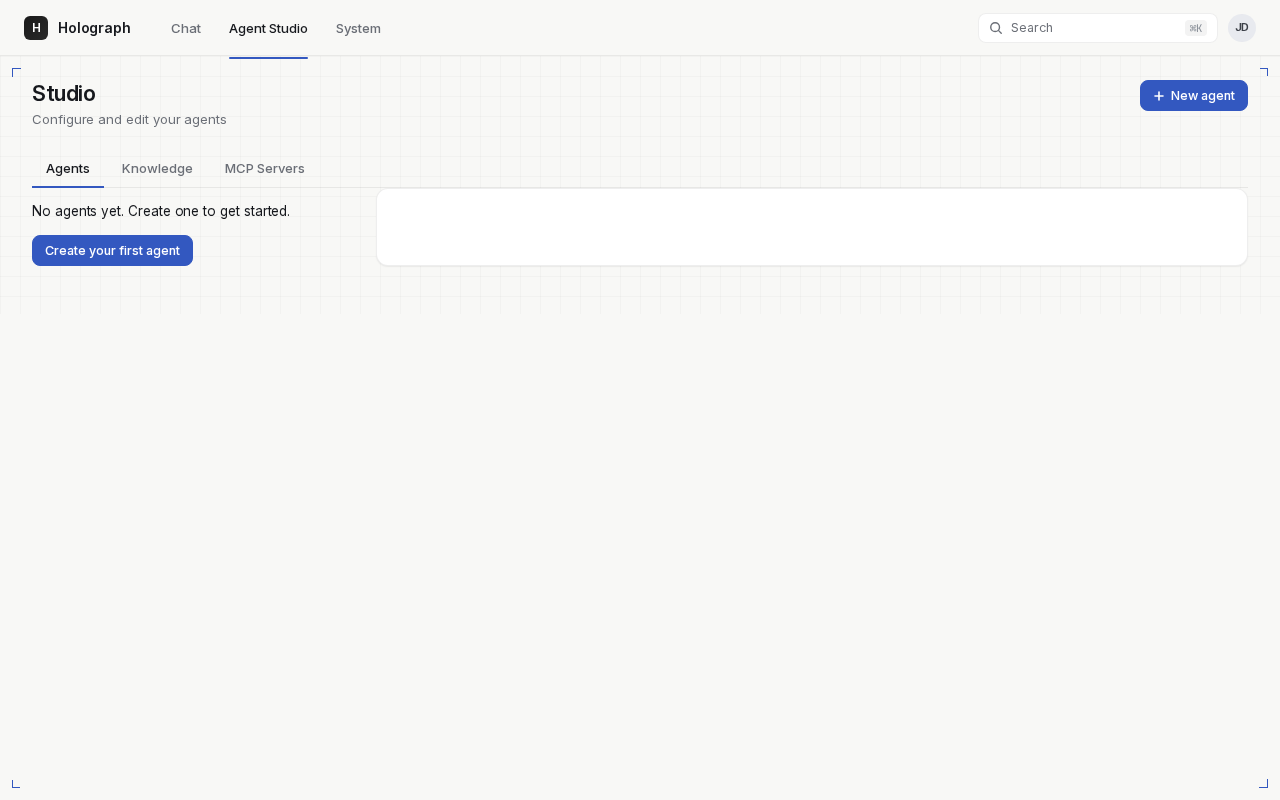 H Holograph Chat Agent Studio System Search ⌘K JD
Studio
New agent
Configure and edit your agents
Agents Knowledge MCP Servers
No agents yet. Create one to get started.
Create your first agent